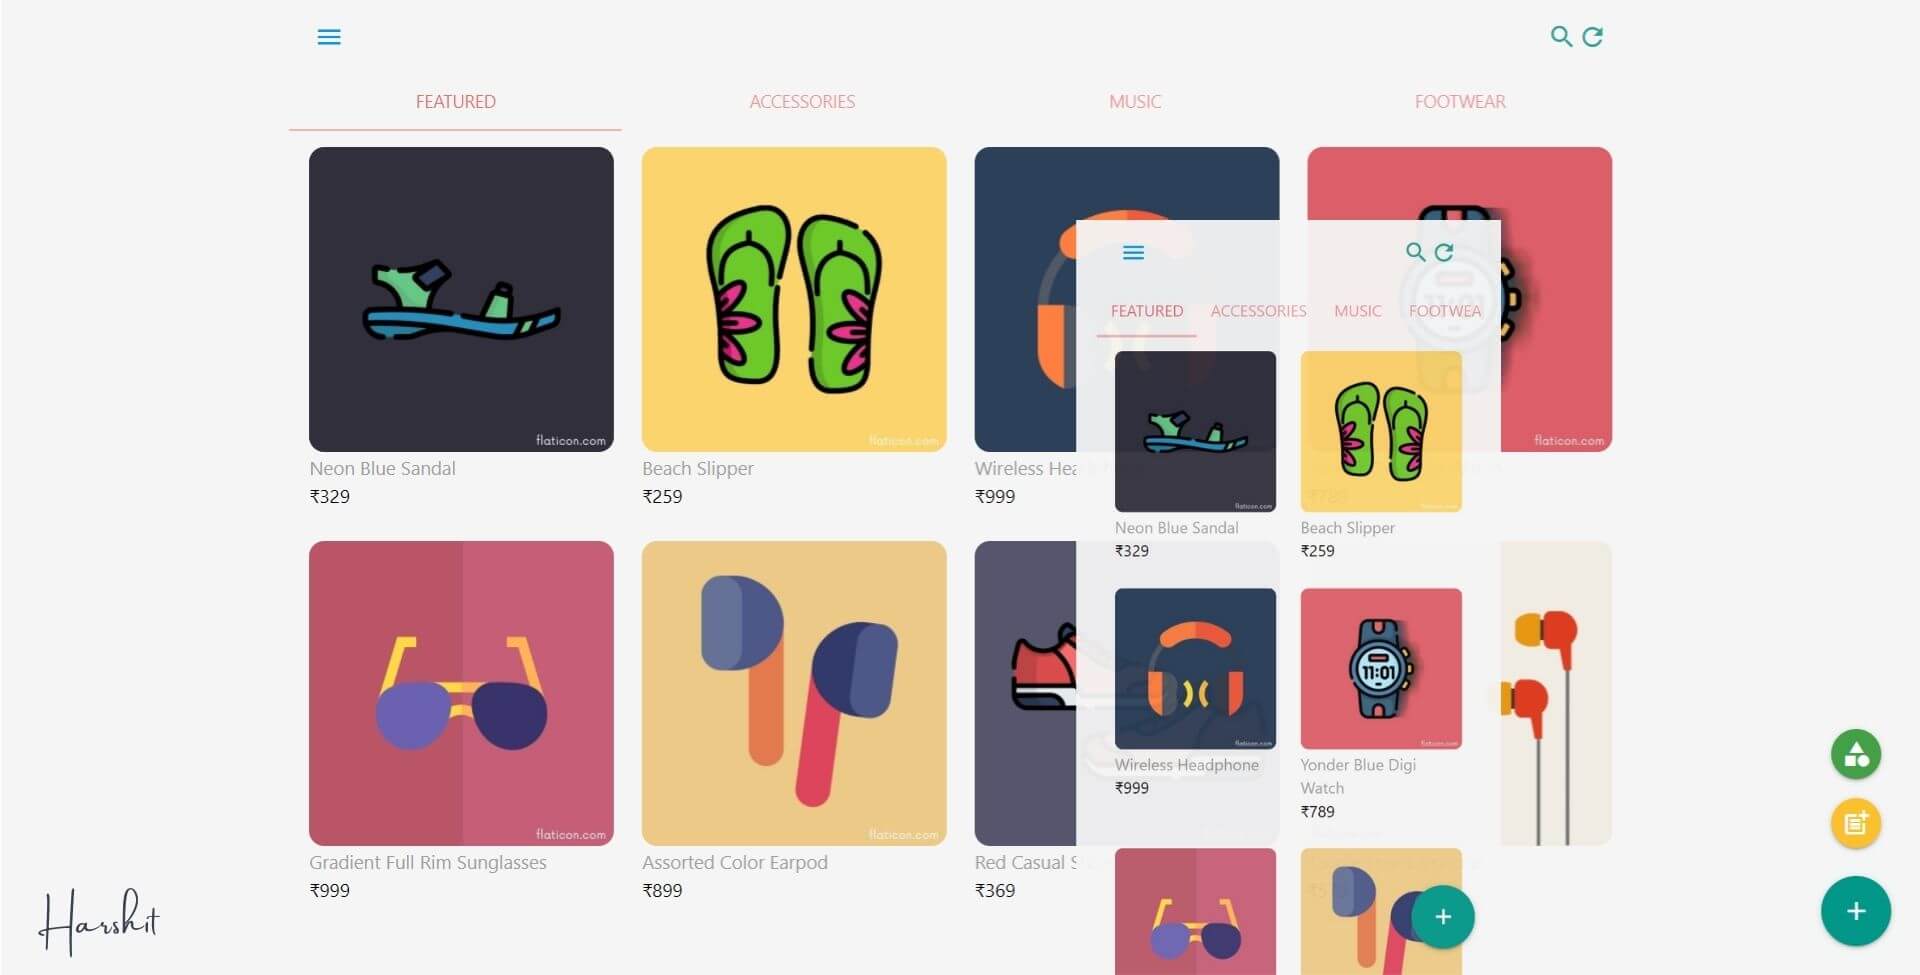 FEATURED ACCESSORIES MUSIC FOOTWEAR
flaticon.com flaticon.com flaticon.com
Neon Blue Sandal Beach Slipper Wireless
₹329 ₹259 ₹999
flaticon.com flaticon.com
Gradient Full Rim Sunglasses Assorted Color Earpod Red Casual S
₹999 ₹899 ₹369
FEATURED ACCESSORIES MUSIC FOOTWEA
flaticon.com flaticon.com
Neon Blue Sandal Beach Slipper
₹329 ₹259
11:01
flaticon.com flaticon.com
Wireless Headphone Yonder Blue Digi
Watch
₹999 ₹789
Harshit